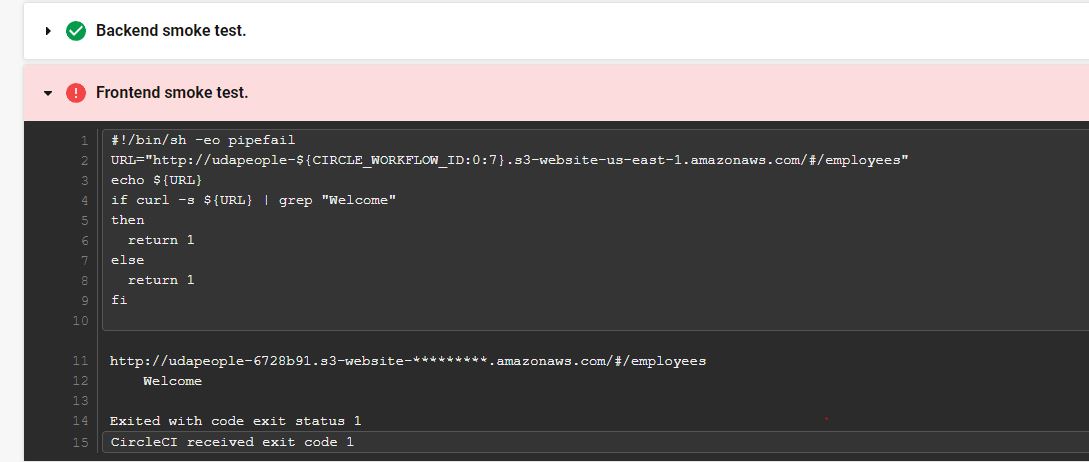 Backend smoke test.
Frontend smoke test.
1 #!/bin/sh -eo pipefail
2 URL="http://udapeople-${CIRCLE_WORKFLOW_ID:0:7}.s3-website-us-east-1.amazonaws.com/#/employees"
3 echo ${URL}
4 if curl -s ${URL} | grep "Welcome"
5 then
6   return 1
7 else
8   return 1
9 fi
10
11 http://udapeople-6728b91.s3-website-*********.amazonaws.com/#/employees
12     Welcome
13
14 Exited with code exit status 1
15 CircleCI received exit code 1